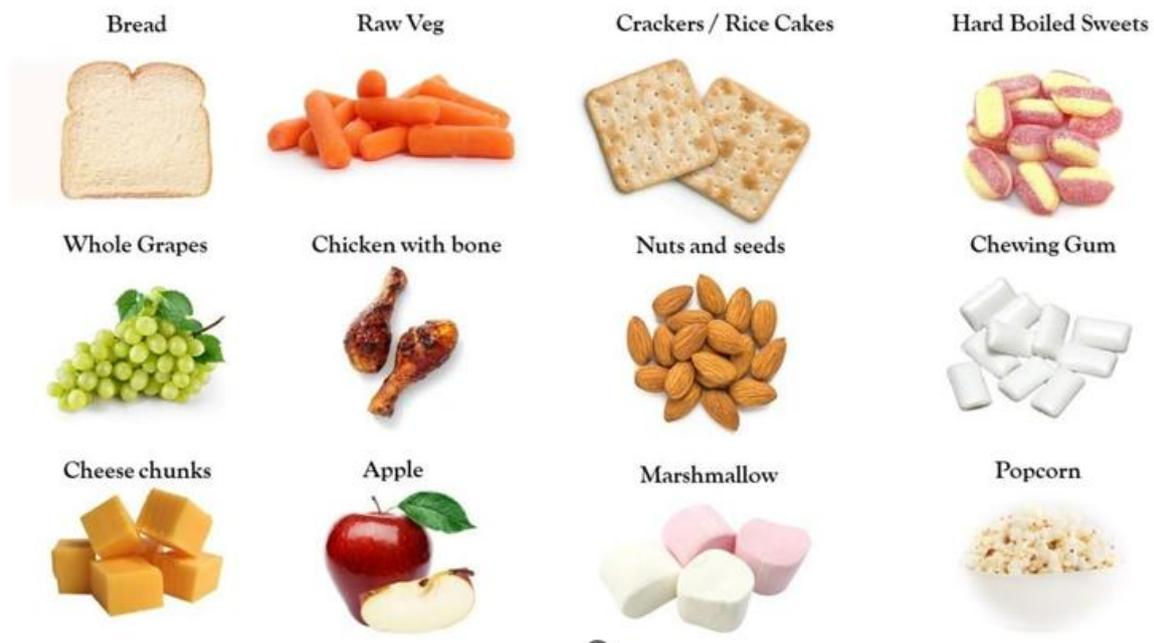 Bread
Raw Veg
Crackers / Rice Cakes
Hard Boiled Sweets
Whole Grapes
Chicken with bone
Nuts and seeds
Chewing Gum
Cheese chunks
Apple
Marshmallow
Popcorn